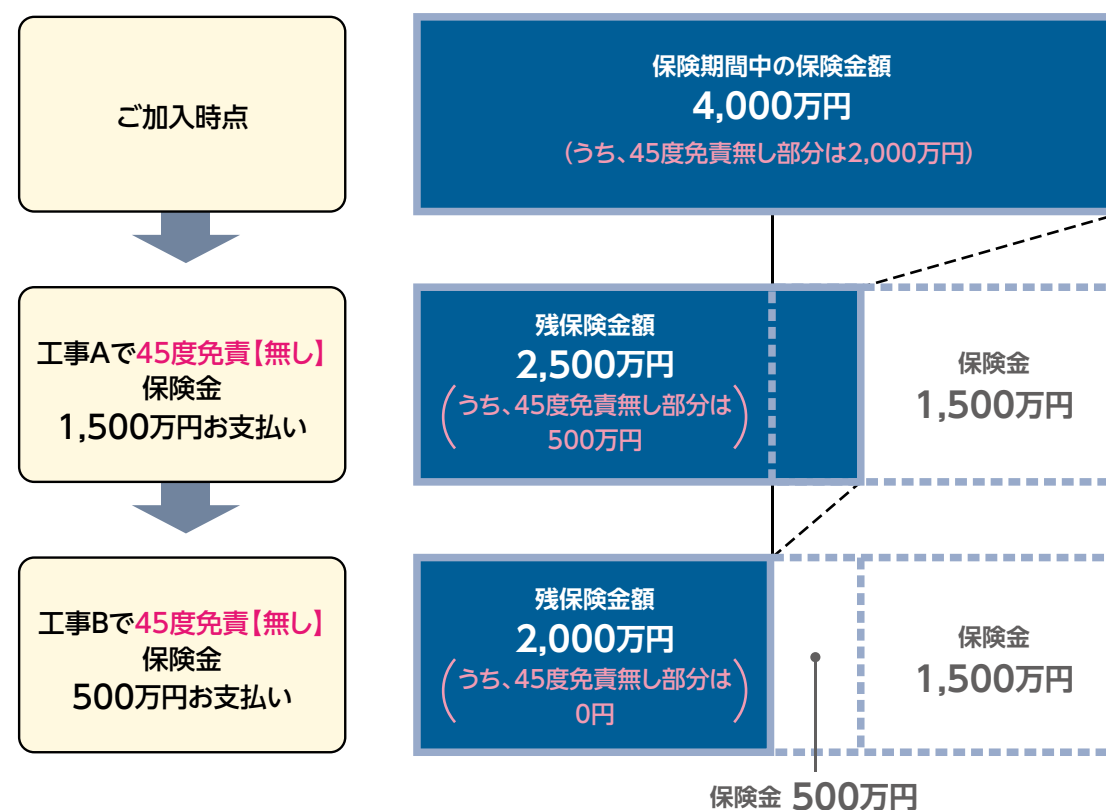 ご加入時点
保険期間中の保険金額
4,000万円
(うち、45度免責無し部分は2,000万円)
工事Aで45度免責【無し】
保険金
1,500万円お支払い
残保険金額
2,500万円
(うち、45度免責無し部分は
500万円)
保険金
1,500万円
工事Bで45度免責【無し】
保険金
500万円お支払い
残保険金額
2,000万円
(うち、45度免責無し部分は
0円)
保険金
1,500万円
保険金 500万円